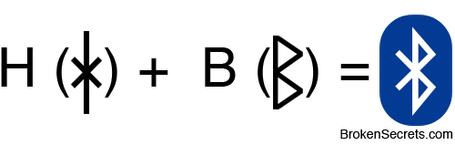 H (ᚼ) + B (ᛒ) =
BrokenSecrets.com